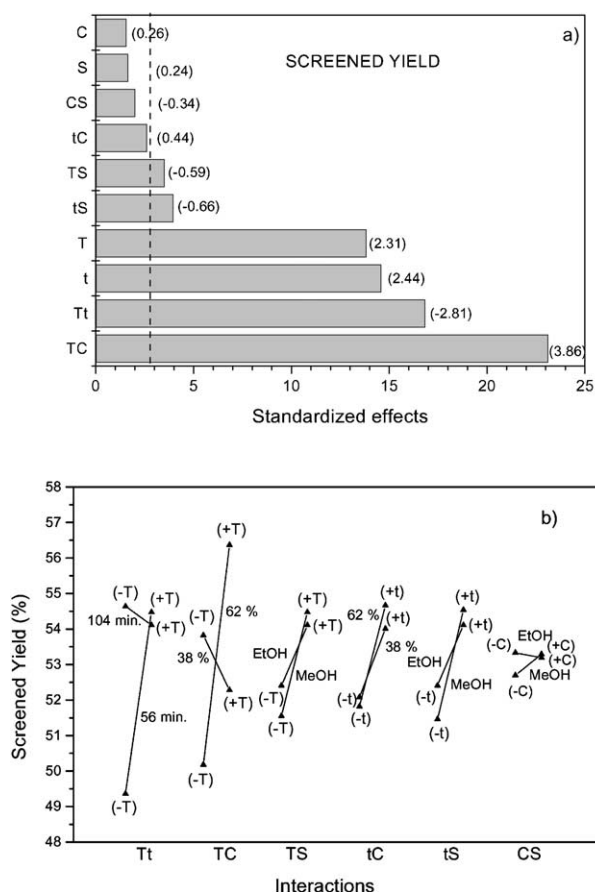 a)
SCREENED YIELD
C (0.26)
S (0.24)
CS (-0.34)
tC (0.44)
TS (-0.59)
tS (-0.66)
T (2.31)
t (2.44)
Tt (-2.81)
TC (3.86)
0 5 10 15 20 25
Standardized effects
b)
Screened Yield (%)
58
57
56
55
54
53
52
51
50
49
48
(-T) (+T)
104 min. (+T)
56 min.
(-T)
(+T)
(-T) 62 %
38 %
(+T)
(-T)
(+T)
(+T)
EtOH
MeOH
(-T)
(-T)
(+t)
62 % (+t)
38 %
(-t)
(-t)
(+t)
(+t)
EtOH
MeOH
(-t)
(-t)
EtOH
(-C) (+C)
(+C)
MeOH
(-C)
Tt TC TS tC tS CS
Interactions